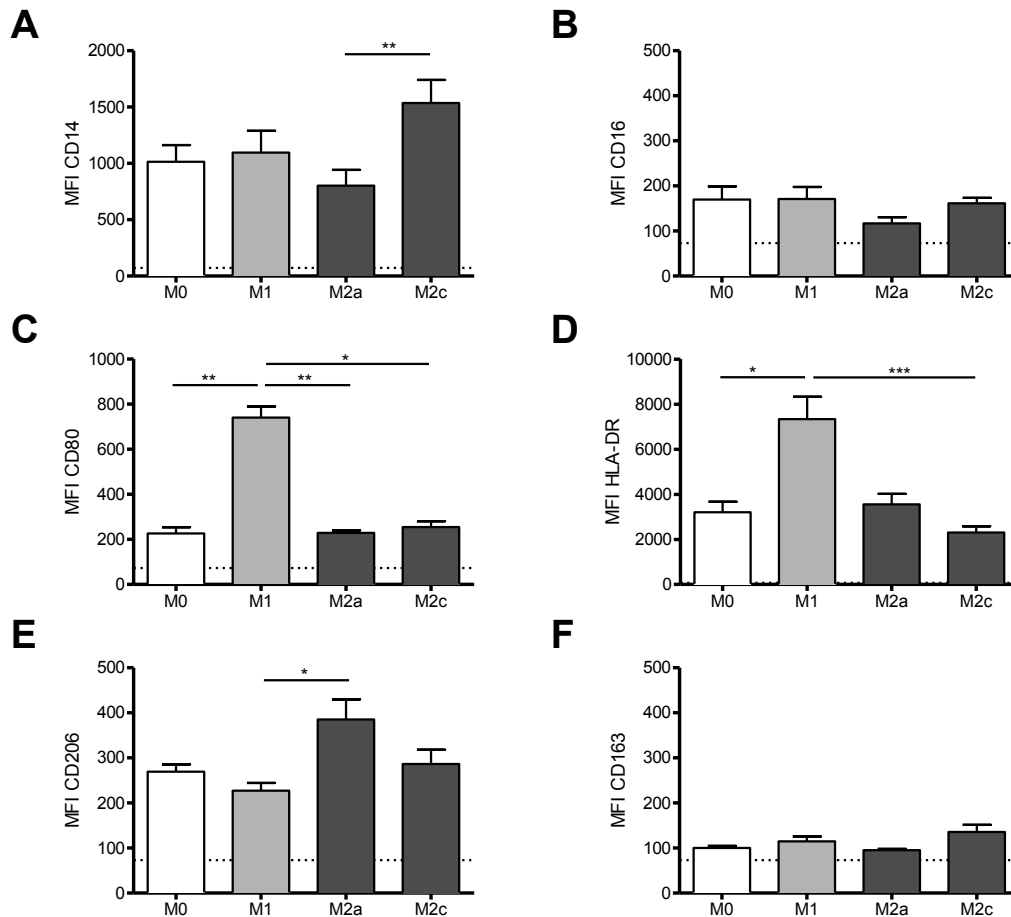 A
MFI CD14
2000
1500
1000
500
0
**
M0 M1 M2a M2c
B
MFI CD16
500
400
300
200
100
0
M0 M1 M2a M2c
C
MFI CD80
1000
800
600
400
200
0
*
** **
M0 M1 M2a M2c
D
MFI HLA-DR
10000
8000
6000
4000
2000
0
* ***
M0 M1 M2a M2c
E
MFI CD206
500
400
300
200
100
0
*
M0 M1 M2a M2c
F
MFI CD163
500
400
300
200
100
0
M0 M1 M2a M2c